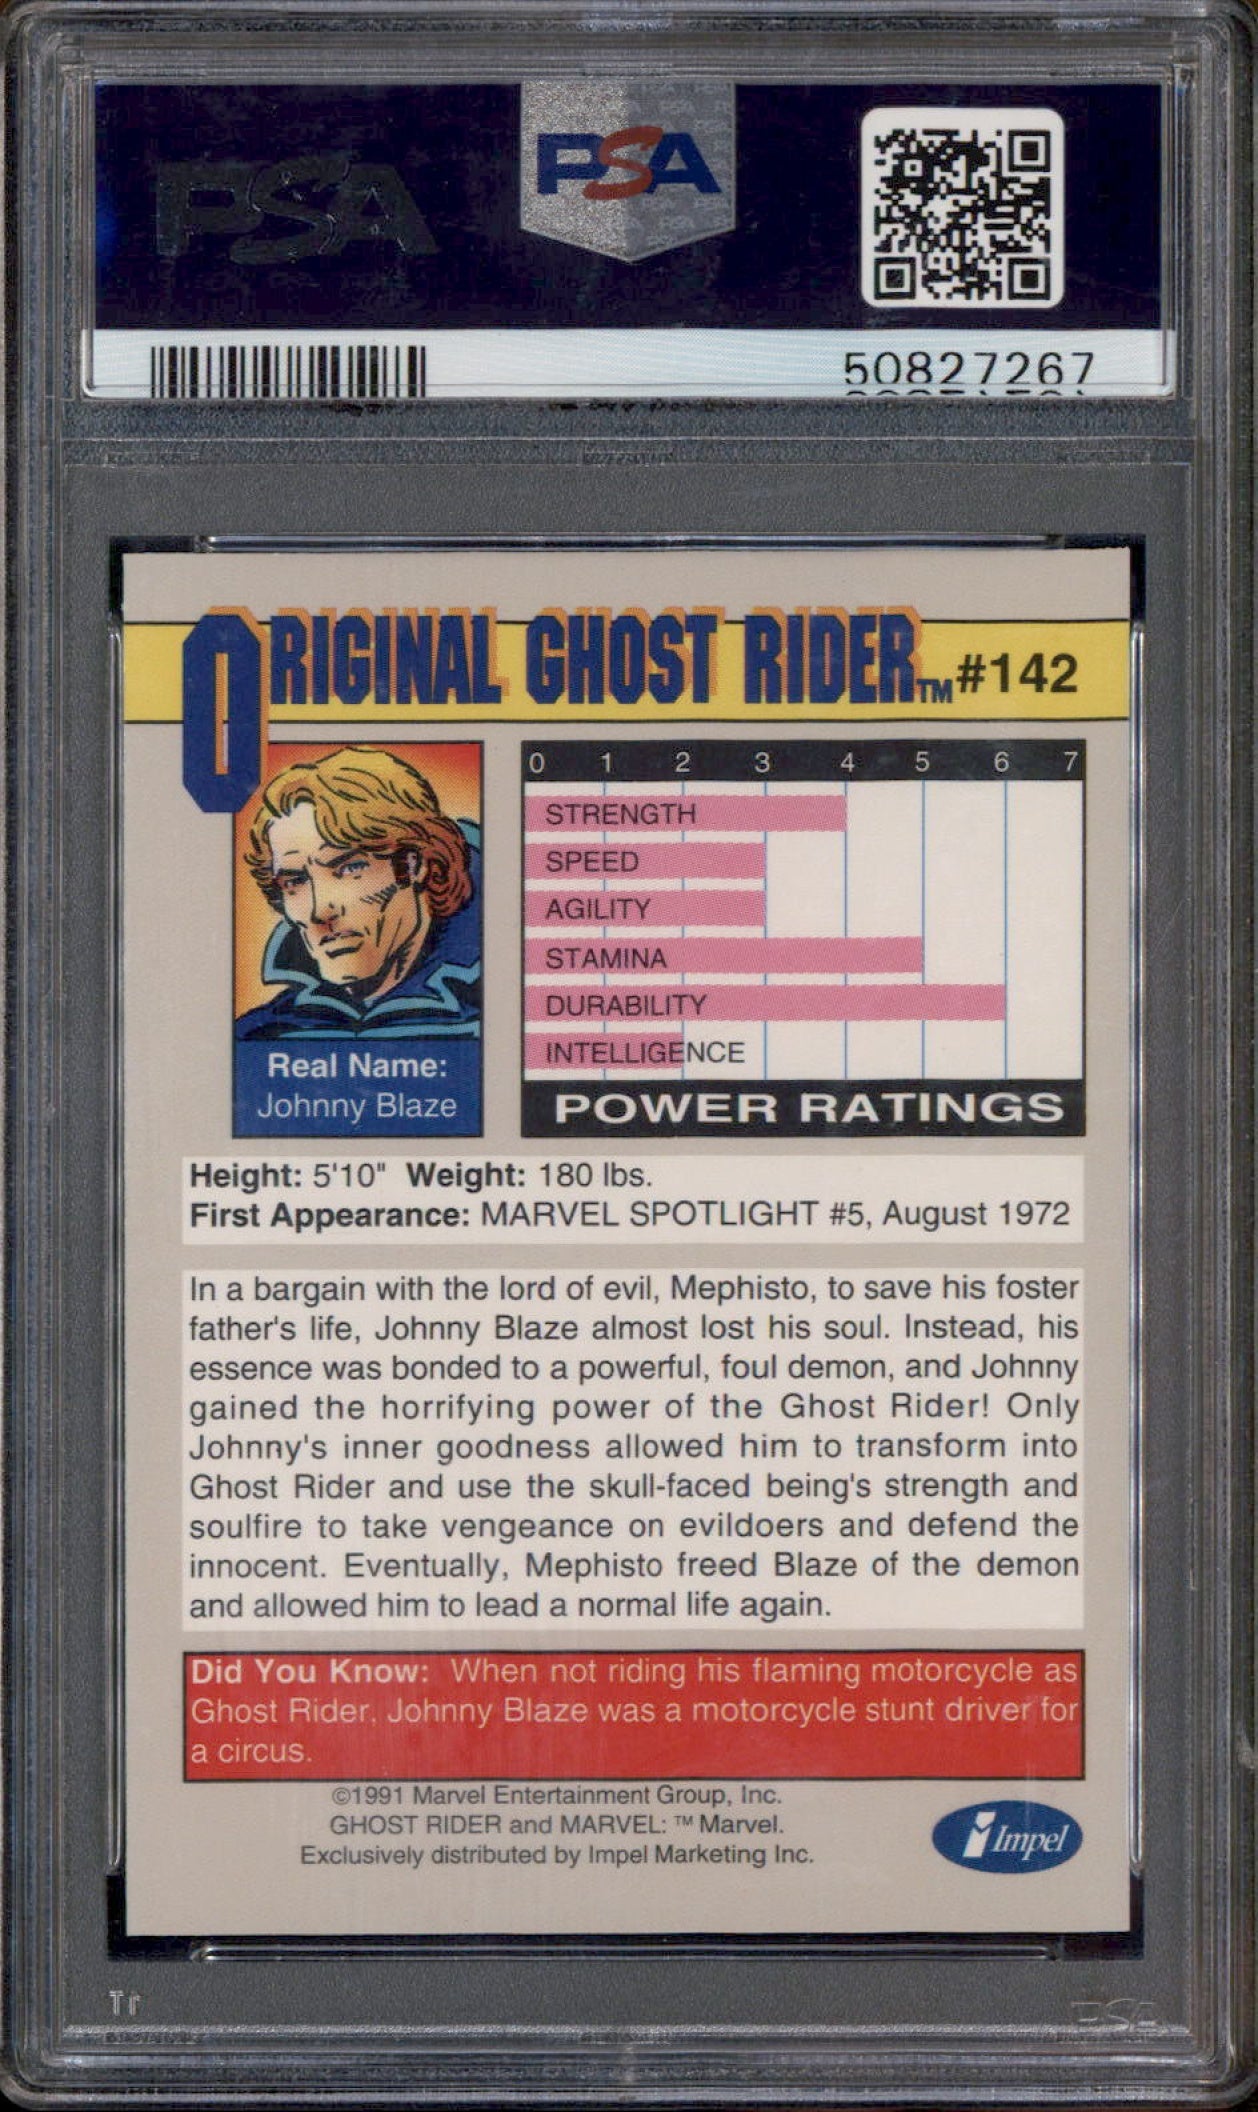 PSA
PSA
50827267
ORIGINAL GHOST RIDER™ #142
0 1 2 3 4 5 6 7
STRENGTH
SPEED
AGILITY
STAMINA
DURABILITY
INTELLIGENCE
POWER RATINGS
Real Name:
Johnny Blaze
Height: 5'10" Weight: 180 lbs.
First Appearance: MARVEL SPOTLIGHT #5, August 1972
In a bargain with the lord of evil, Mephisto, to save his foster
father's life, Johnny Blaze almost lost his soul. Instead, his
essence was bonded to a powerful, foul demon, and Johnny
gained the horrifying power of the Ghost Rider! Only
Johnny's inner goodness allowed him to transform into
Ghost Rider and use the skull-faced being's strength and
soulfire to take vengeance on evildoers and defend the
innocent. Eventually, Mephisto freed Blaze of the demon
and allowed him to lead a normal life again.
Did You Know: When not riding his flaming motorcycle as
Ghost Rider, Johnny Blaze was a motorcycle stunt driver for
a circus.
©1991 Marvel Entertainment Group, Inc.
GHOST RIDER and MARVEL: ™ Marvel.
Exclusively distributed by Impel Marketing Inc.
Impel
PSA